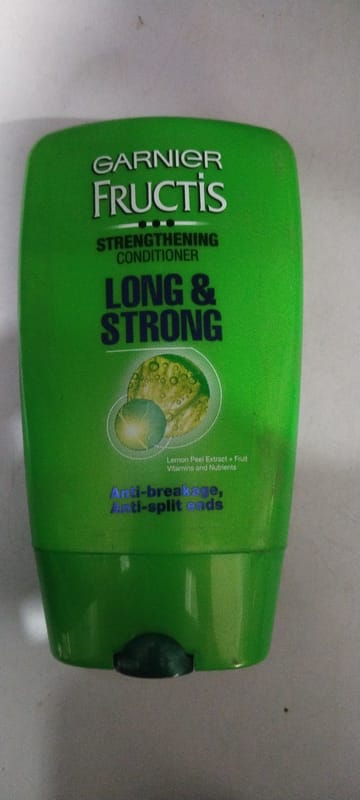 GARNIER
FRUCTIS
STRENGTHENING
CONDITIONER
LONG &
STRONG
Lemon Peel Extract + Fruit
Vitamins and Nutrients
Anti-breakage,
Anti-split ends